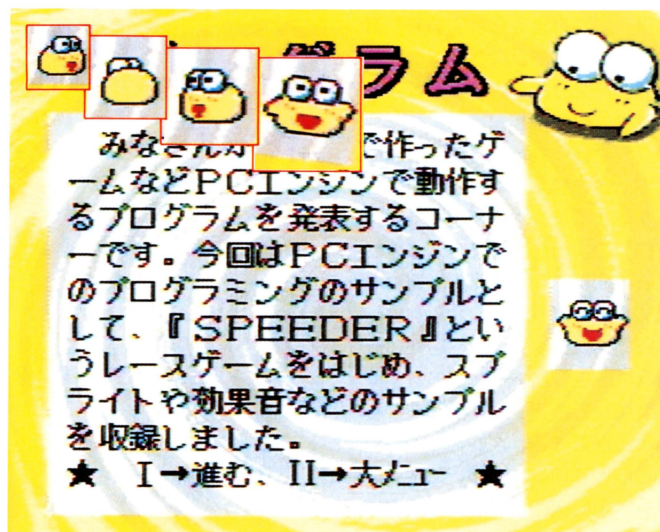 グラム
みなさんが
で作ったゲ
ームなどPCエンジンで動作す
るプログラムを発表するコーナ
ーです。今回はPCエンジンで
のプログラミングのサンプルと
して、『SPEEDER』とい
うレースゲームをはじめ、スプ
ライトや効果音などのサンプル
を収録しました。
★ I→進む、II→大メニュー ★